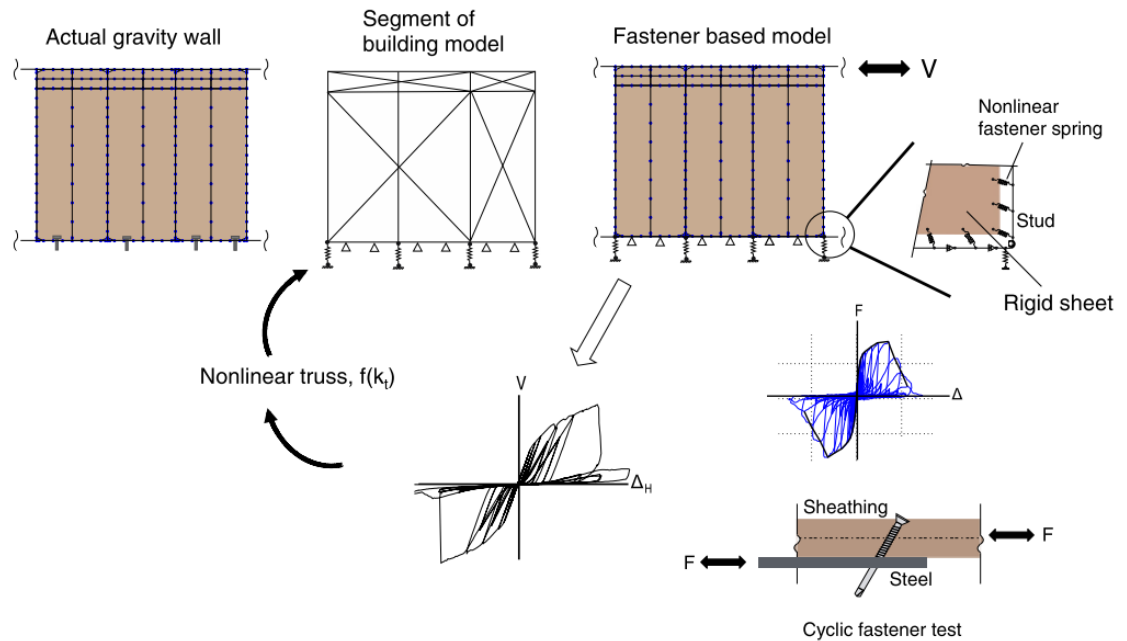 Actual gravity wall
Segment of
building model
Fastener based model
V
Nonlinear
fastener spring
Stud
Rigid sheet
Nonlinear truss, f(kt)
V
ΔH
F
Δ
Sheathing
F
F
Steel
Cyclic fastener test